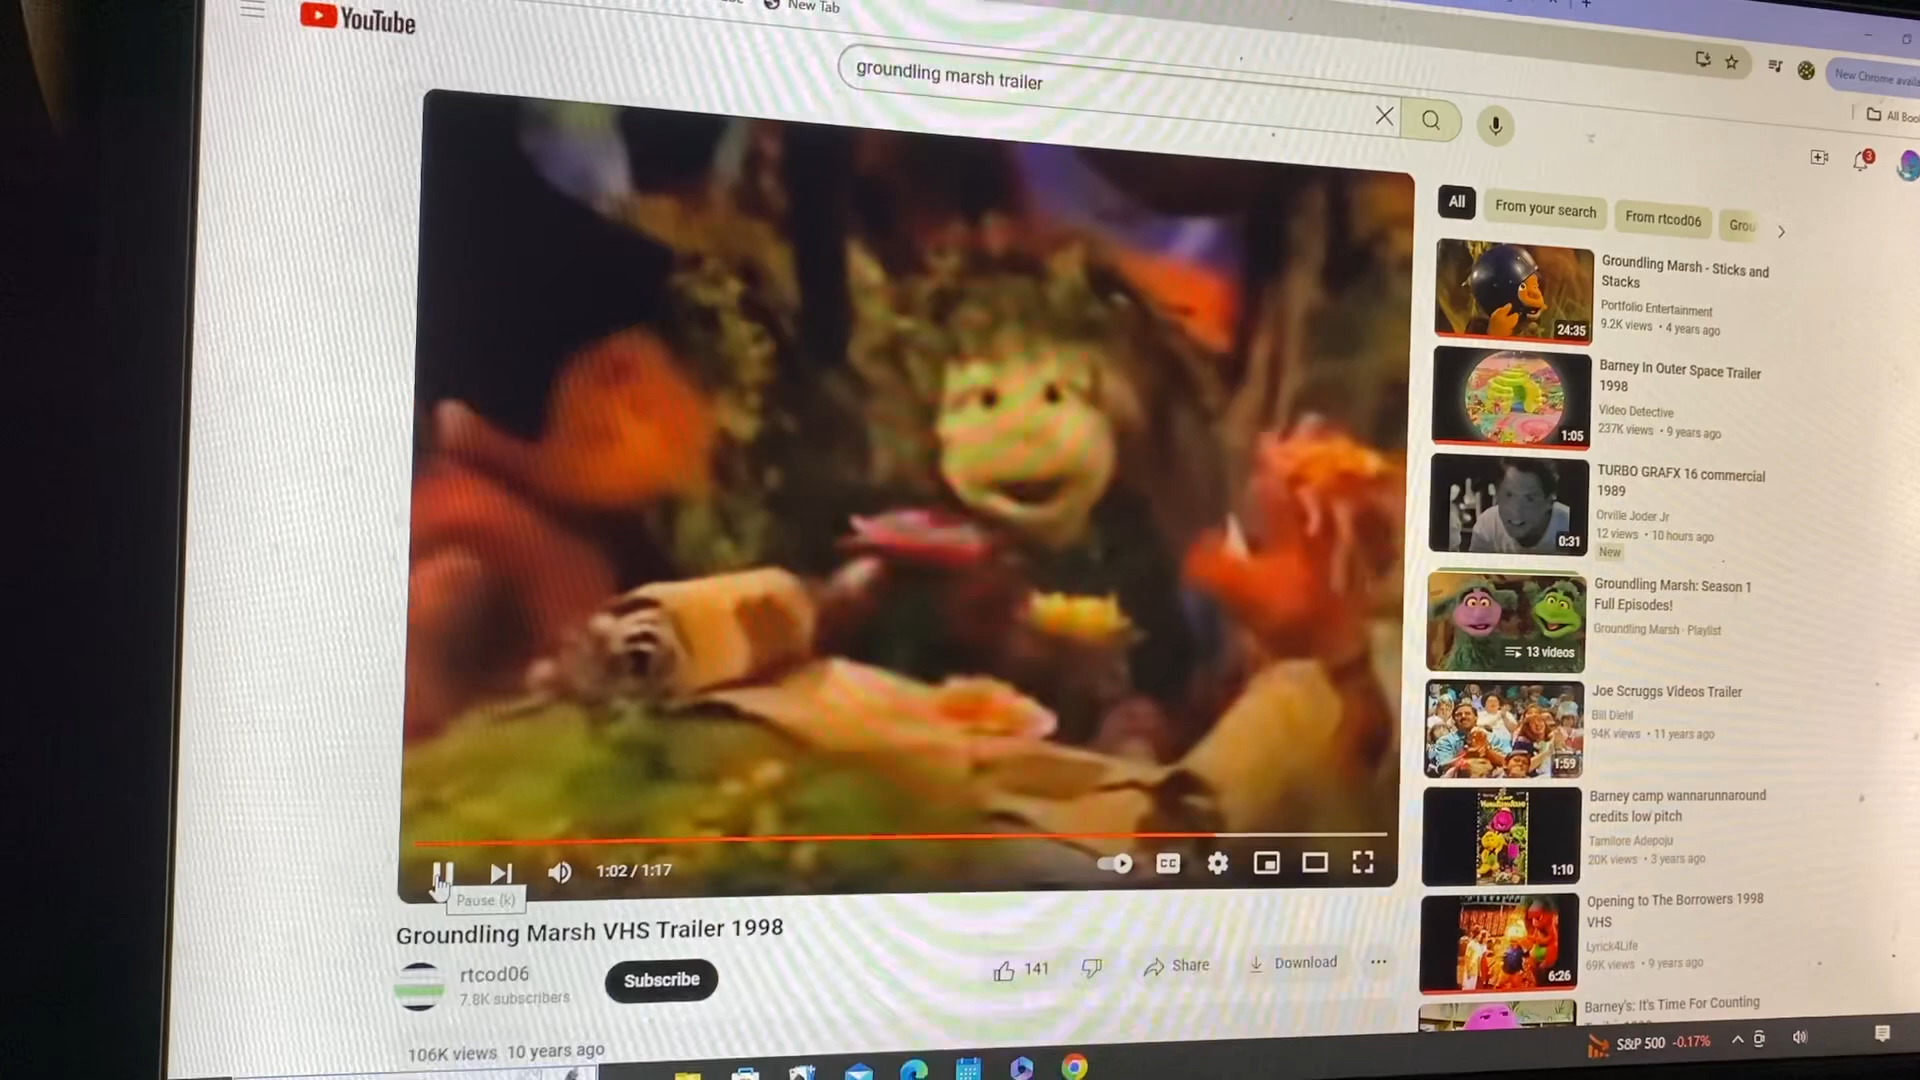 New Tab
YouTube
groundling marsh trailer
New Chrome availa
All Boo
3
All
From your search
From rtcod06
Grou
Groundling Marsh - Sticks and
Stacks
Portfolio Entertainment
9.2K views • 4 years ago
24:35
Barney In Outer Space Trailer
1998
Video Detective
237K views • 9 years ago
1:05
TURBO GRAFX 16 commercial
1989
Orville Joder Jr
12 views • 10 hours ago
New
0:31
Groundling Marsh: Season 1
Full Episodes!
Groundling Marsh · Playlist
13 videos
Joe Scruggs Videos Trailer
Bill Diehl
94K views • 11 years ago
1:59
Barney camp wannarunnaround
credits low pitch
Tamilore Adepoju
20K views • 3 years ago
1:10
Opening to The Borrowers 1998
VHS
Lyrick4Life
69K views • 9 years ago
6:26
Barney's: It's Time For Counting
1:02 / 1:17
CC
Pause (k)
Groundling Marsh VHS Trailer 1998
rtcod06
7.8K subscribers
Subscribe
141
Share
Download
106K views 10 years ago
S&P 500 -0.17%